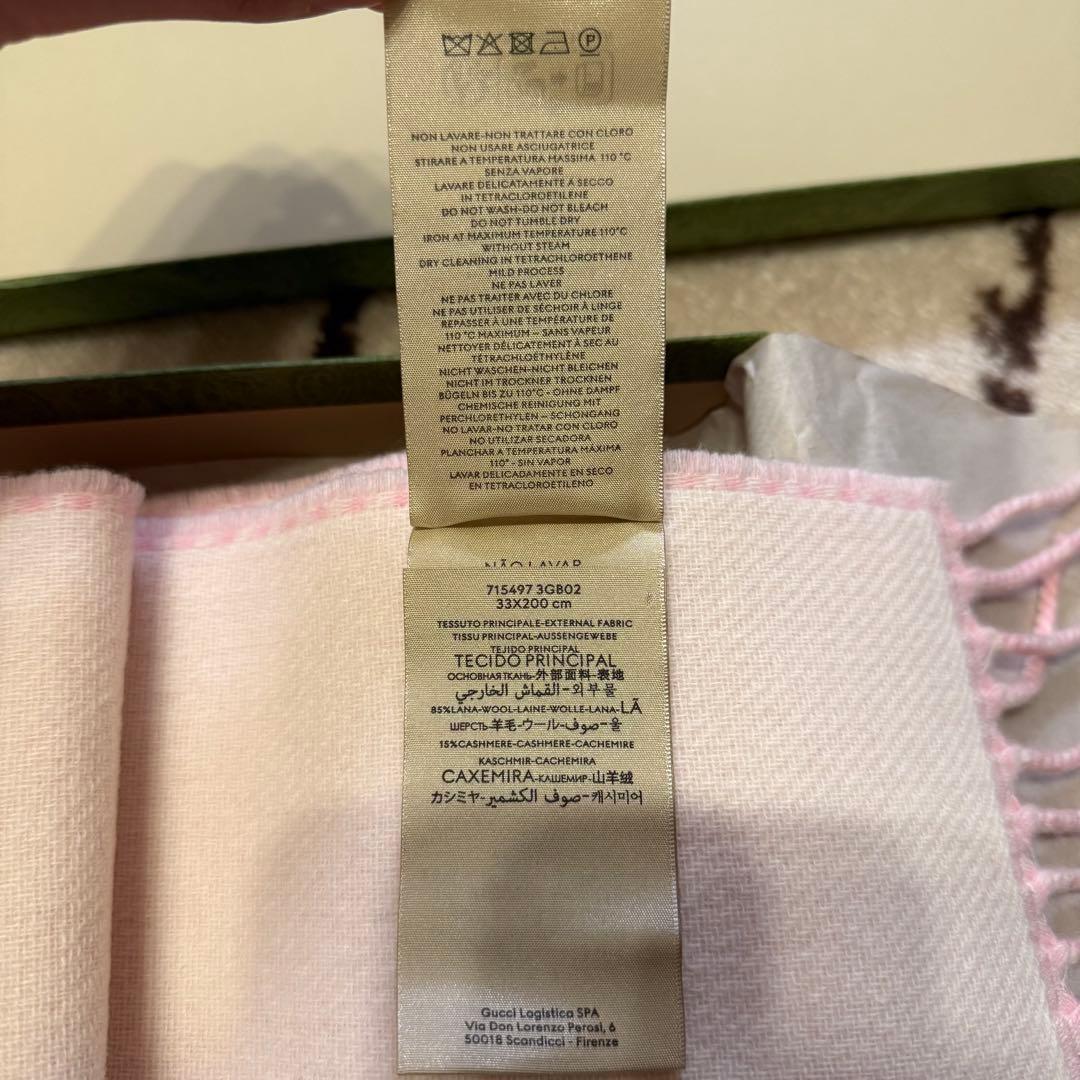 NON LAVARE-NON TRATTARE CON CLORO
NON USARE ASCIUGATRICE
STIRARE A TEMPERATURA MASSIMA 110 °C
SENZA VAPORE
LAVARE DELICATAMENTE A SECCO
IN TETRACLOROETILENE
DO NOT WASH-DO NOT BLEACH
DO NOT TUMBLE DRY
IRON AT MAXIMUM TEMPERATURE 110°C
WITHOUT STEAM
DRY CLEANING IN TETRACHLOROETHENE
MILD PROCESS
NE PAS LAVER
NE PAS TRAITER AVEC DU CHLORE
NE PAS UTILISER DE SÉCHOIR À LINGE
REPASSER À UNE TEMPÉRATURE DE
110 °C MAXIMUM – SANS VAPEUR
NETTOYER DÉLICATEMENT À SEC AU
TÉTRACHLOÉTHYLÈNE
NICHT WASCHEN-NICHT BLEICHEN
NICHT IM TROCKNER TROCKNEN
BÜGELN BIS ZU 110°C - OHNE DAMPF
CHEMISCHE REINIGUNG MIT
PERCHLORETHYLEN – SCHONGANG
NO LAVAR-NO TRATAR CON CLORO
NO UTILIZAR SECADORA
PLANCHAR A TEMPERATURA MÁXIMA
110° - SIN VAPOR
LAVAR DELICADAMENTE EN SECO
EN TETRACLOROETILENO
NÃO LAVAR
715497 3GB02
33X200 cm
TESSUTO PRINCIPALE-EXTERNAL FABRIC
TISSU PRINCIPAL-AUSSENGEWEBE
TEJIDO PRINCIPAL
TECIDO PRINCIPAL
ОСНОВНАЯ ТКАНЬ-外部面料-表地
القماش الخارجي-외부물
85%LANA-WOOL-LAINE-WOLLE-LANA-LÃ
ШЕРСТЬ-羊毛-ウール-صوف-울
15%CASHMERE-CASHMERE-CACHEMIRE
KASCHMIR-CACHEMIRA
CAXEMIRA-КАШЕМИР-山羊绒
カシミヤ-صوف الكشمير-캐시미어
Gucci Logistica SPA
Via Don Lorenzo Perosi, 6
50018 Scandicci - Firenze